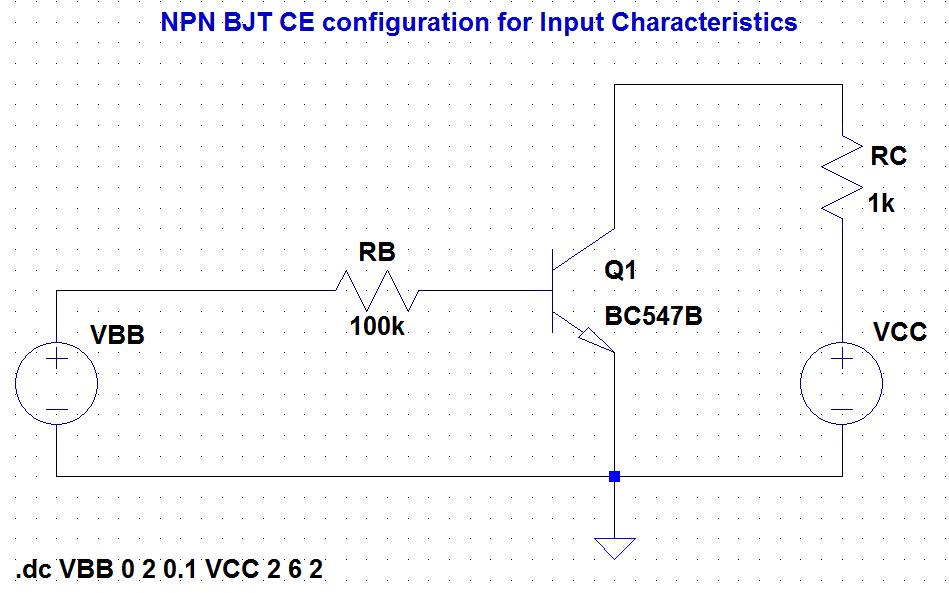 NPN BJT CE configuration for Input Characteristics
RC
1k
RB
100k
Q1
BC547B
VBB
VCC
.dc VBB 0 2 0.1 VCC 2 6 2